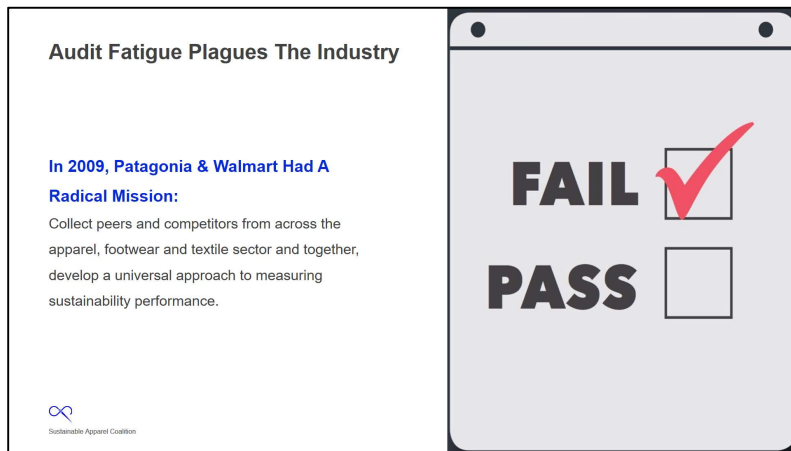 Audit Fatigue Plagues The Industry
In 2009, Patagonia & Walmart Had A
Radical Mission:
Collect peers and competitors from across the
apparel, footwear and textile sector and together,
develop a universal approach to measuring
sustainability performance.
Sustainable Apparel Coalition
FAIL
PASS